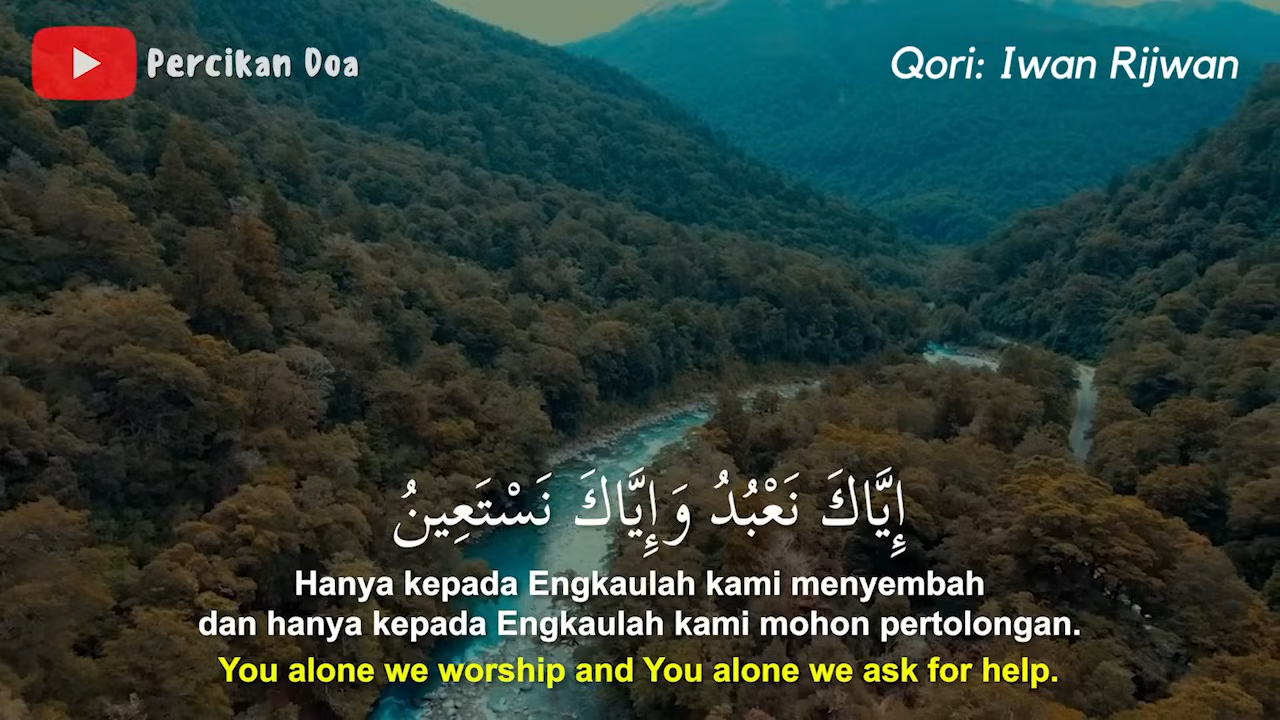 Percikan Doa
Qori: Iwan Rijwan
إِيَّاكَ نَعْبُدُ وَإِيَّاكَ نَسْتَعِينُ
Hanya kepada Engkaulah kami menyembah
dan hanya kepada Engkaulah kami mohon pertolongan.
You alone we worship and You alone we ask for help.